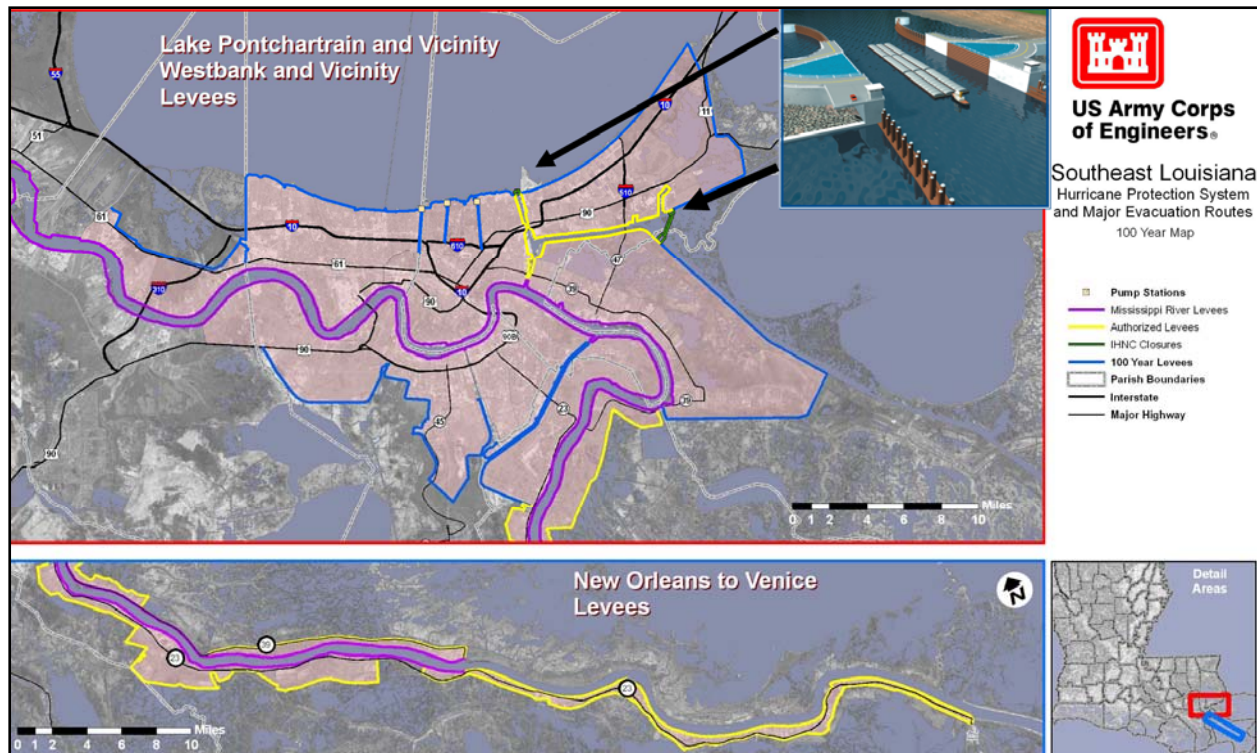 Lake Pontchartrain and Vicinity
Westbank and Vicinity
Levees
55
51
10
11
61
10
510
90
610
47
310
61
90
10
39
90
90B
90
23
39
45
90
Miles
0 1 2 4 6 8 10
US Army Corps
of Engineers®
Southeast Louisiana
Hurricane Protection System
and Major Evacuation Routes
100 Year Map
Pump Stations
Mississippi River Levees
Authorized Levees
IHNC Closures
100 Year Levees
Parish Boundaries
Interstate
Major Highway
New Orleans to Venice
Levees
N
39
23
23
Miles
0 1 2 4 6 8 10
Detail
Areas